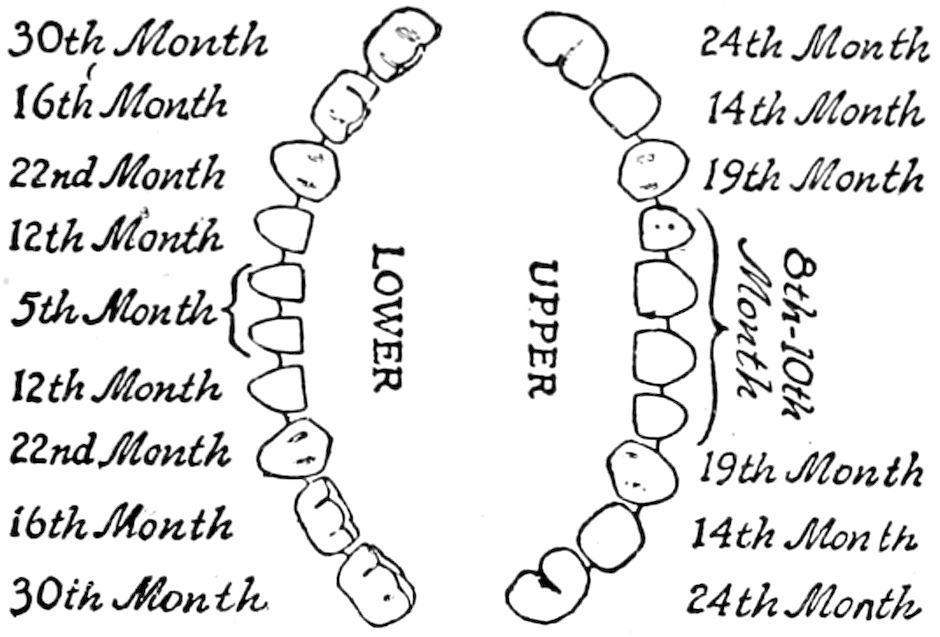 30th Month
16th Month
22nd Month
12th Month
5th Month
12th Month
22nd Month
16th Month
30th Month
LOWER
UPPER
24th Month
14th Month
19th Month
8th-10th
Month
19th Month
14th Month
24th Month